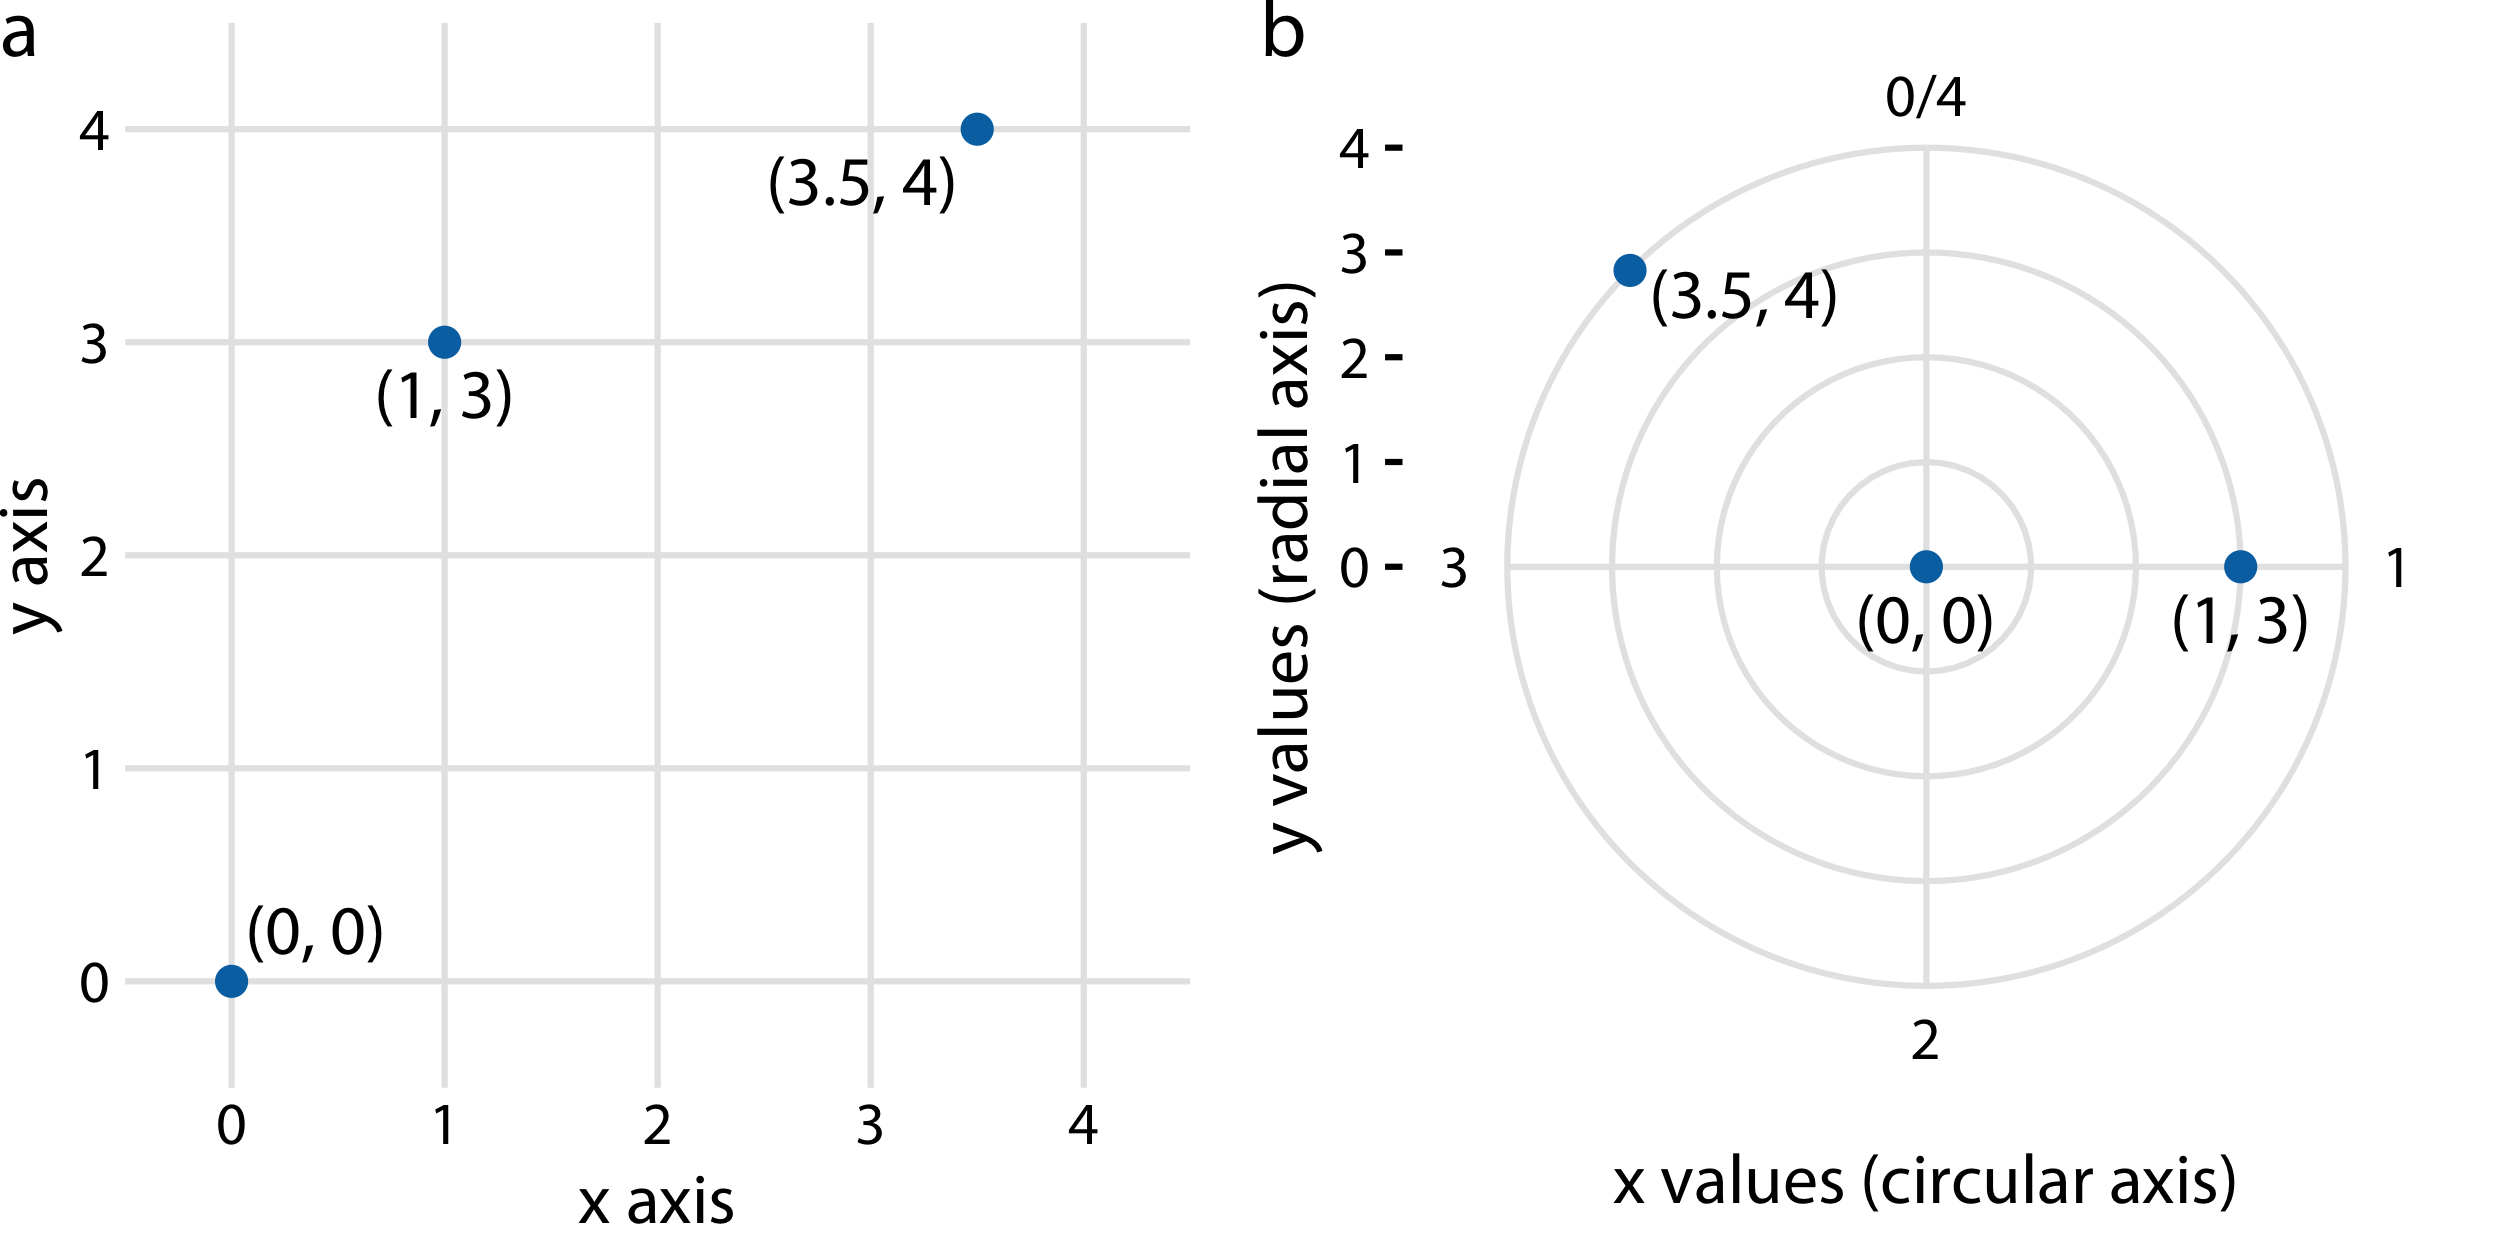 a
4
(3.5, 4)
3
(1, 3)
y axis
2
1
(0, 0)
0
0 1 2 3 4
x axis
b
0/4
4
3
(3.5, 4)
2
y values (radial axis)
1
0
3
1
(0, 0)
(1, 3)
2
x values (circular axis)